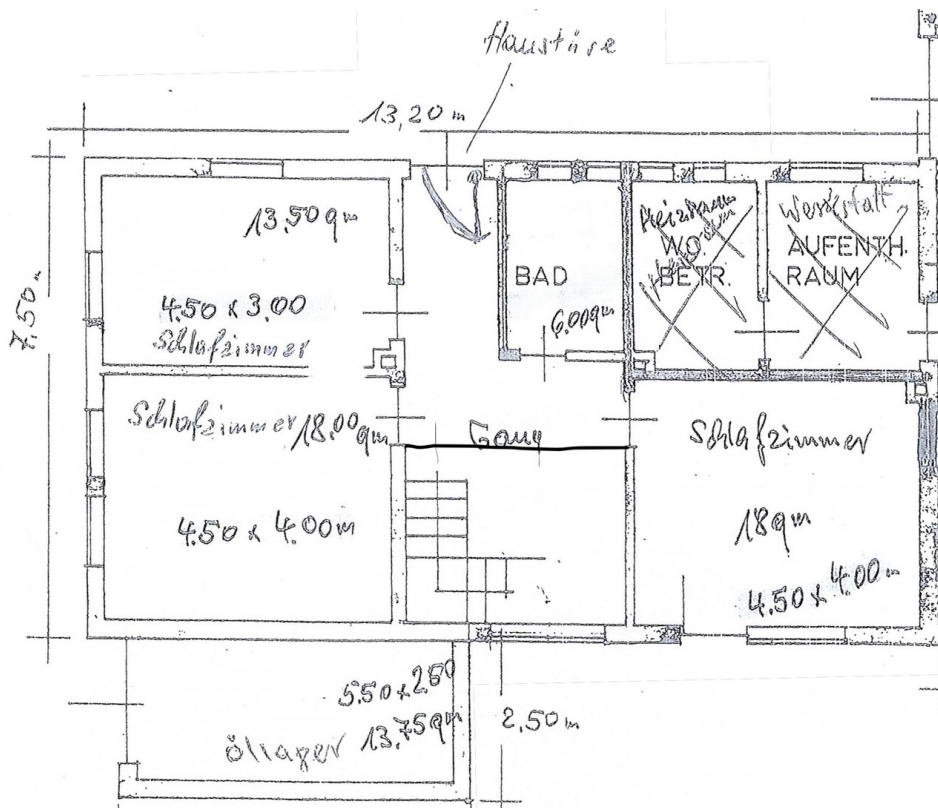 Haustüre
13,20 m
7.50 m
13.50 qm
4.50 x 3.00
Schlafzimmer
BAD
6.00 qm
Heizraum
WO
BETR.
Werkstatt
AUFENTH.
RAUM
Schlafzimmer 18.00 qm
4.50 x 4.00 m
Gang
Schlafzimmer
18 qm
4.50 x 4.00 m
5.50 x 2.50
13,75 qm
Öllager
2,50 m